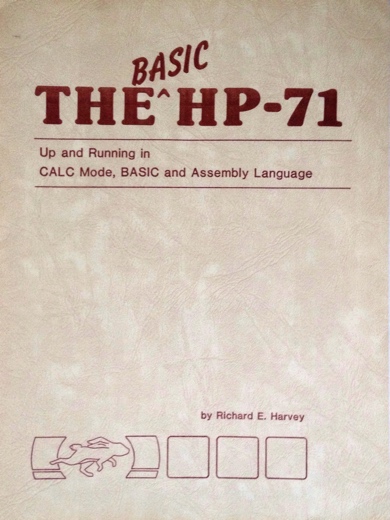 BASIC
THE^HP-71
Up and Running in
CALC Mode, BASIC and Assembly Language
by Richard E. Harvey